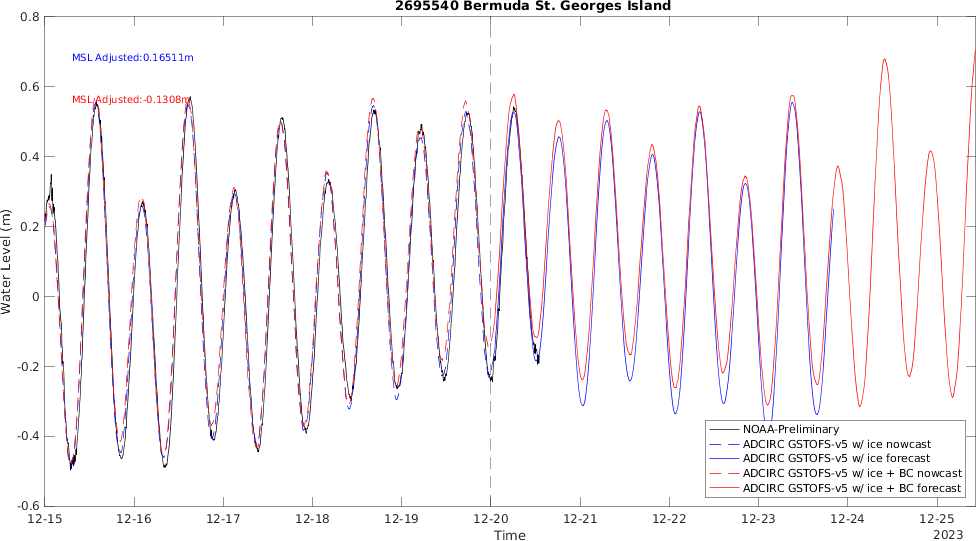 2695540 Bermuda St. Georges Island
0.8
MSL Adjusted:0.16511m
0.6
MSL Adjusted:-0.1308m
0.4
0.2
0
-0.2
-0.4
-0.6
Water Level (m)
NOAA-Preliminary
ADCIRC GSTOFS-v5 w/ ice nowcast
ADCIRC GSTOFS-v5 w/ ice forecast
ADCIRC GSTOFS-v5 w/ice + BC nowcast
ADCIRC GSTOFS-v5 w/ice + BC forecast
12-15 12-16 12-17 12-18 12-19 12-20 12-21 12-22 12-23 12-24 12-25
Time
2023